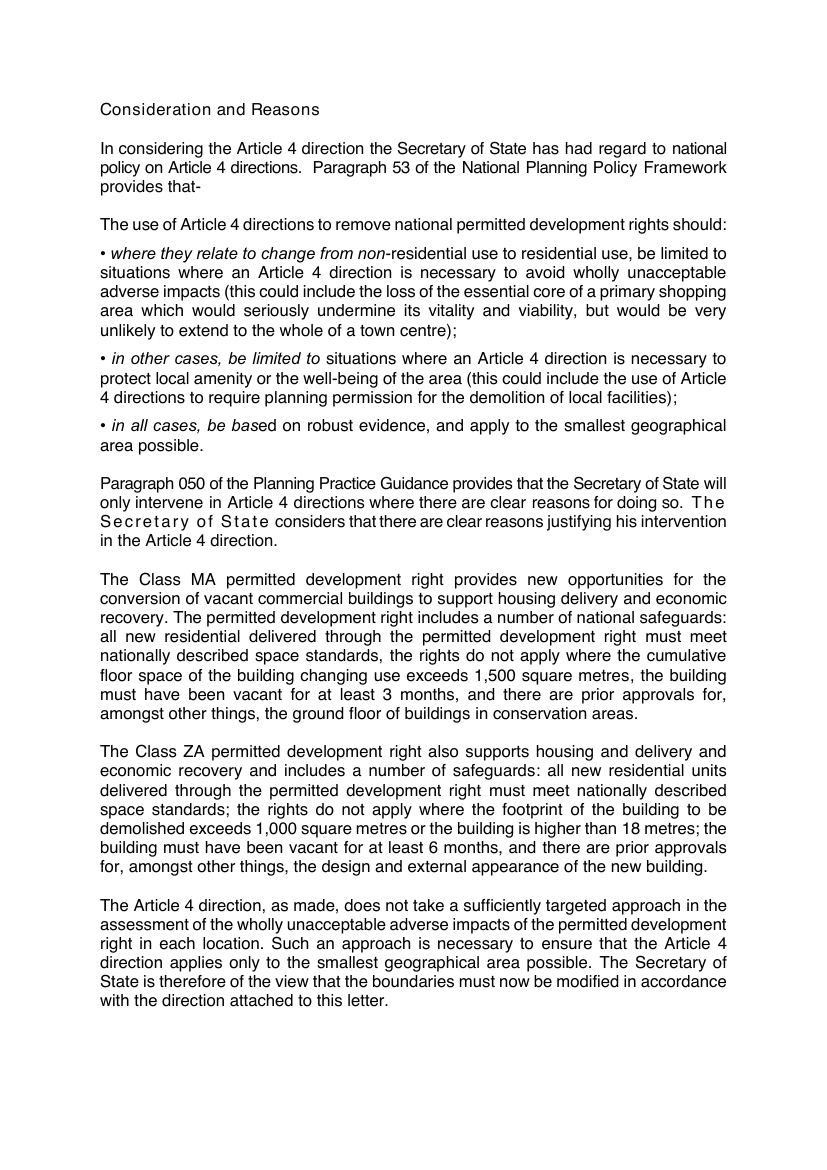 Consideration and Reasons
In considering the Article 4 direction the Secretary of State has had regard to national
policy on Article 4 directions.  Paragraph 53 of the National Planning Policy Framework
provides that-
The use of Article 4 directions to remove national permitted development rights should:
• where they relate to change from non-residential use to residential use, be limited to
situations where an Article 4 direction is necessary to avoid wholly unacceptable
adverse impacts (this could include the loss of the essential core of a primary shopping
area which would seriously undermine its vitality and viability, but would be very
unlikely to extend to the whole of a town centre);
• in other cases, be limited to situations where an Article 4 direction is necessary to
protect local amenity or the well-being of the area (this could include the use of Article
4 directions to require planning permission for the demolition of local facilities);
• in all cases, be based on robust evidence, and apply to the smallest geographical
area possible.
Paragraph 050 of the Planning Practice Guidance provides that the Secretary of State will
only intervene in Article 4 directions where there are clear reasons for doing so. The
Secretary of State considers that there are clear reasons justifying his intervention
in the Article 4 direction.
The Class MA permitted development right provides new opportunities for the
conversion of vacant commercial buildings to support housing delivery and economic
recovery. The permitted development right includes a number of national safeguards:
all new residential delivered through the permitted development right must meet
nationally described space standards, the rights do not apply where the cumulative
floor space of the building changing use exceeds 1,500 square metres, the building
must have been vacant for at least 3 months, and there are prior approvals for,
amongst other things, the ground floor of buildings in conservation areas.
The Class ZA permitted development right also supports housing and delivery and
economic recovery and includes a number of safeguards: all new residential units
delivered through the permitted development right must meet nationally described
space standards; the rights do not apply where the footprint of the building to be
demolished exceeds 1,000 square metres or the building is higher than 18 metres; the
building must have been vacant for at least 6 months, and there are prior approvals
for, amongst other things, the design and external appearance of the new building.
The Article 4 direction, as made, does not take a sufficiently targeted approach in the
assessment of the wholly unacceptable adverse impacts of the permitted development
right in each location. Such an approach is necessary to ensure that the Article 4
direction applies only to the smallest geographical area possible. The Secretary of
State is therefore of the view that the boundaries must now be modified in accordance
with the direction attached to this letter.